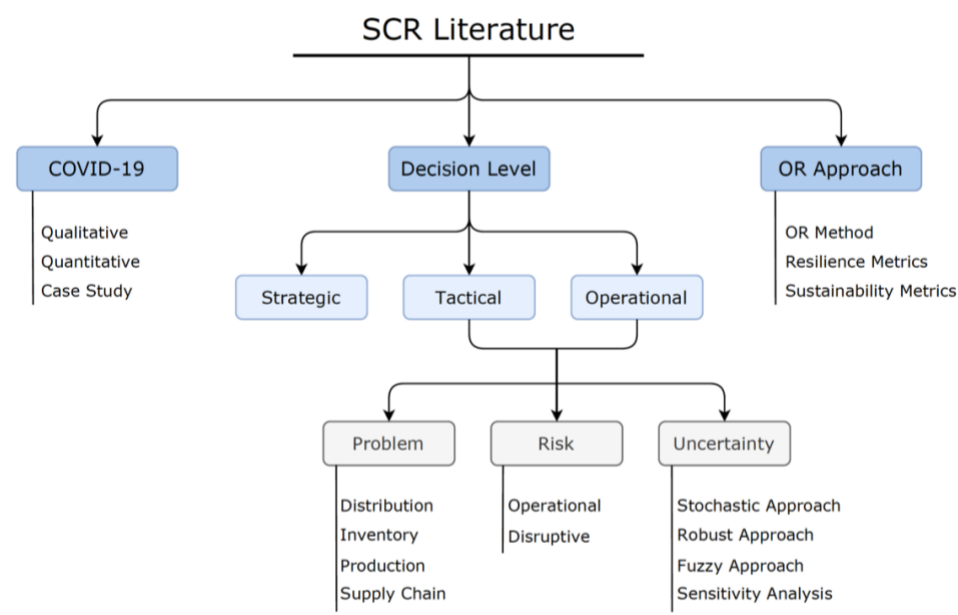 SCR Literature
COVID-19
Decision Level
OR Approach
Qualitative
Quantitative
Case Study
OR Method
Resilience Metrics
Sustainability Metrics
Strategic
Tactical
Operational
Problem
Risk
Uncertainty
Distribution
Inventory
Production
Supply Chain
Operational
Disruptive
Stochastic Approach
Robust Approach
Fuzzy Approach
Sensitivity Analysis